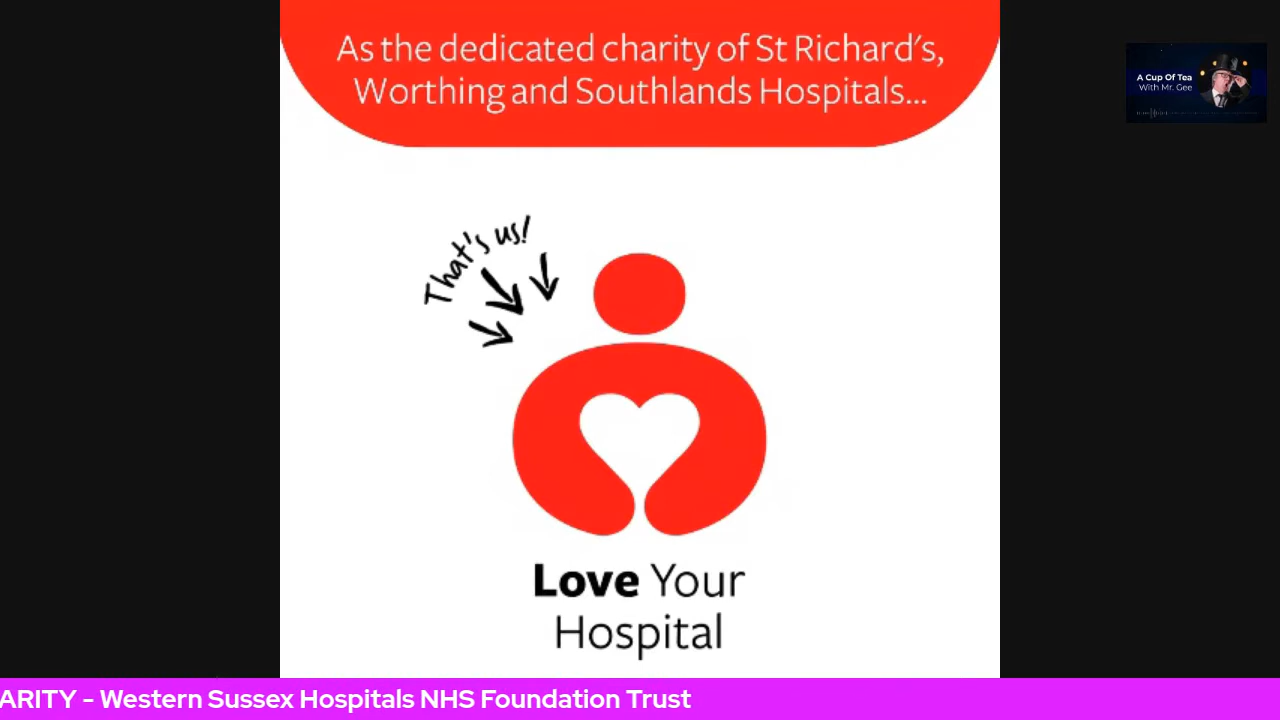 As the dedicated charity of St Richard's,
Worthing and Southlands Hospitals...
A Cup Of Tea
With Mr. Gee
That's us!
Love Your
Hospital
ARITY - Western Sussex Hospitals NHS Foundation Trust